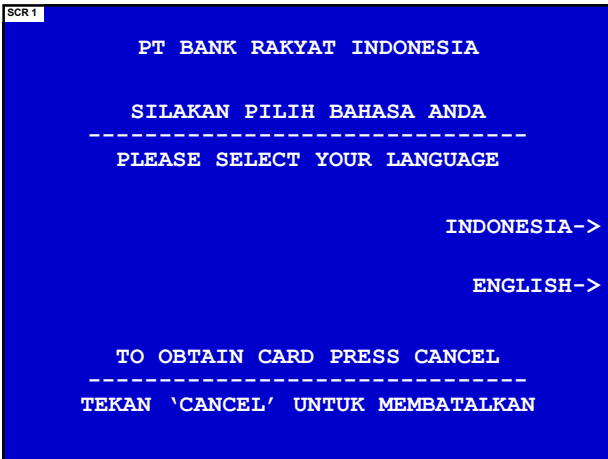 SCR 1
PT BANK RAKYAT INDONESIA
SILAKAN PILIH BAHASA ANDA
-------------------------------
PLEASE SELECT YOUR LANGUAGE
INDONESIA->
ENGLISH->
TO OBTAIN CARD PRESS CANCEL
-------------------------------
TEKAN ‘CANCEL’ UNTUK MEMBATALKAN